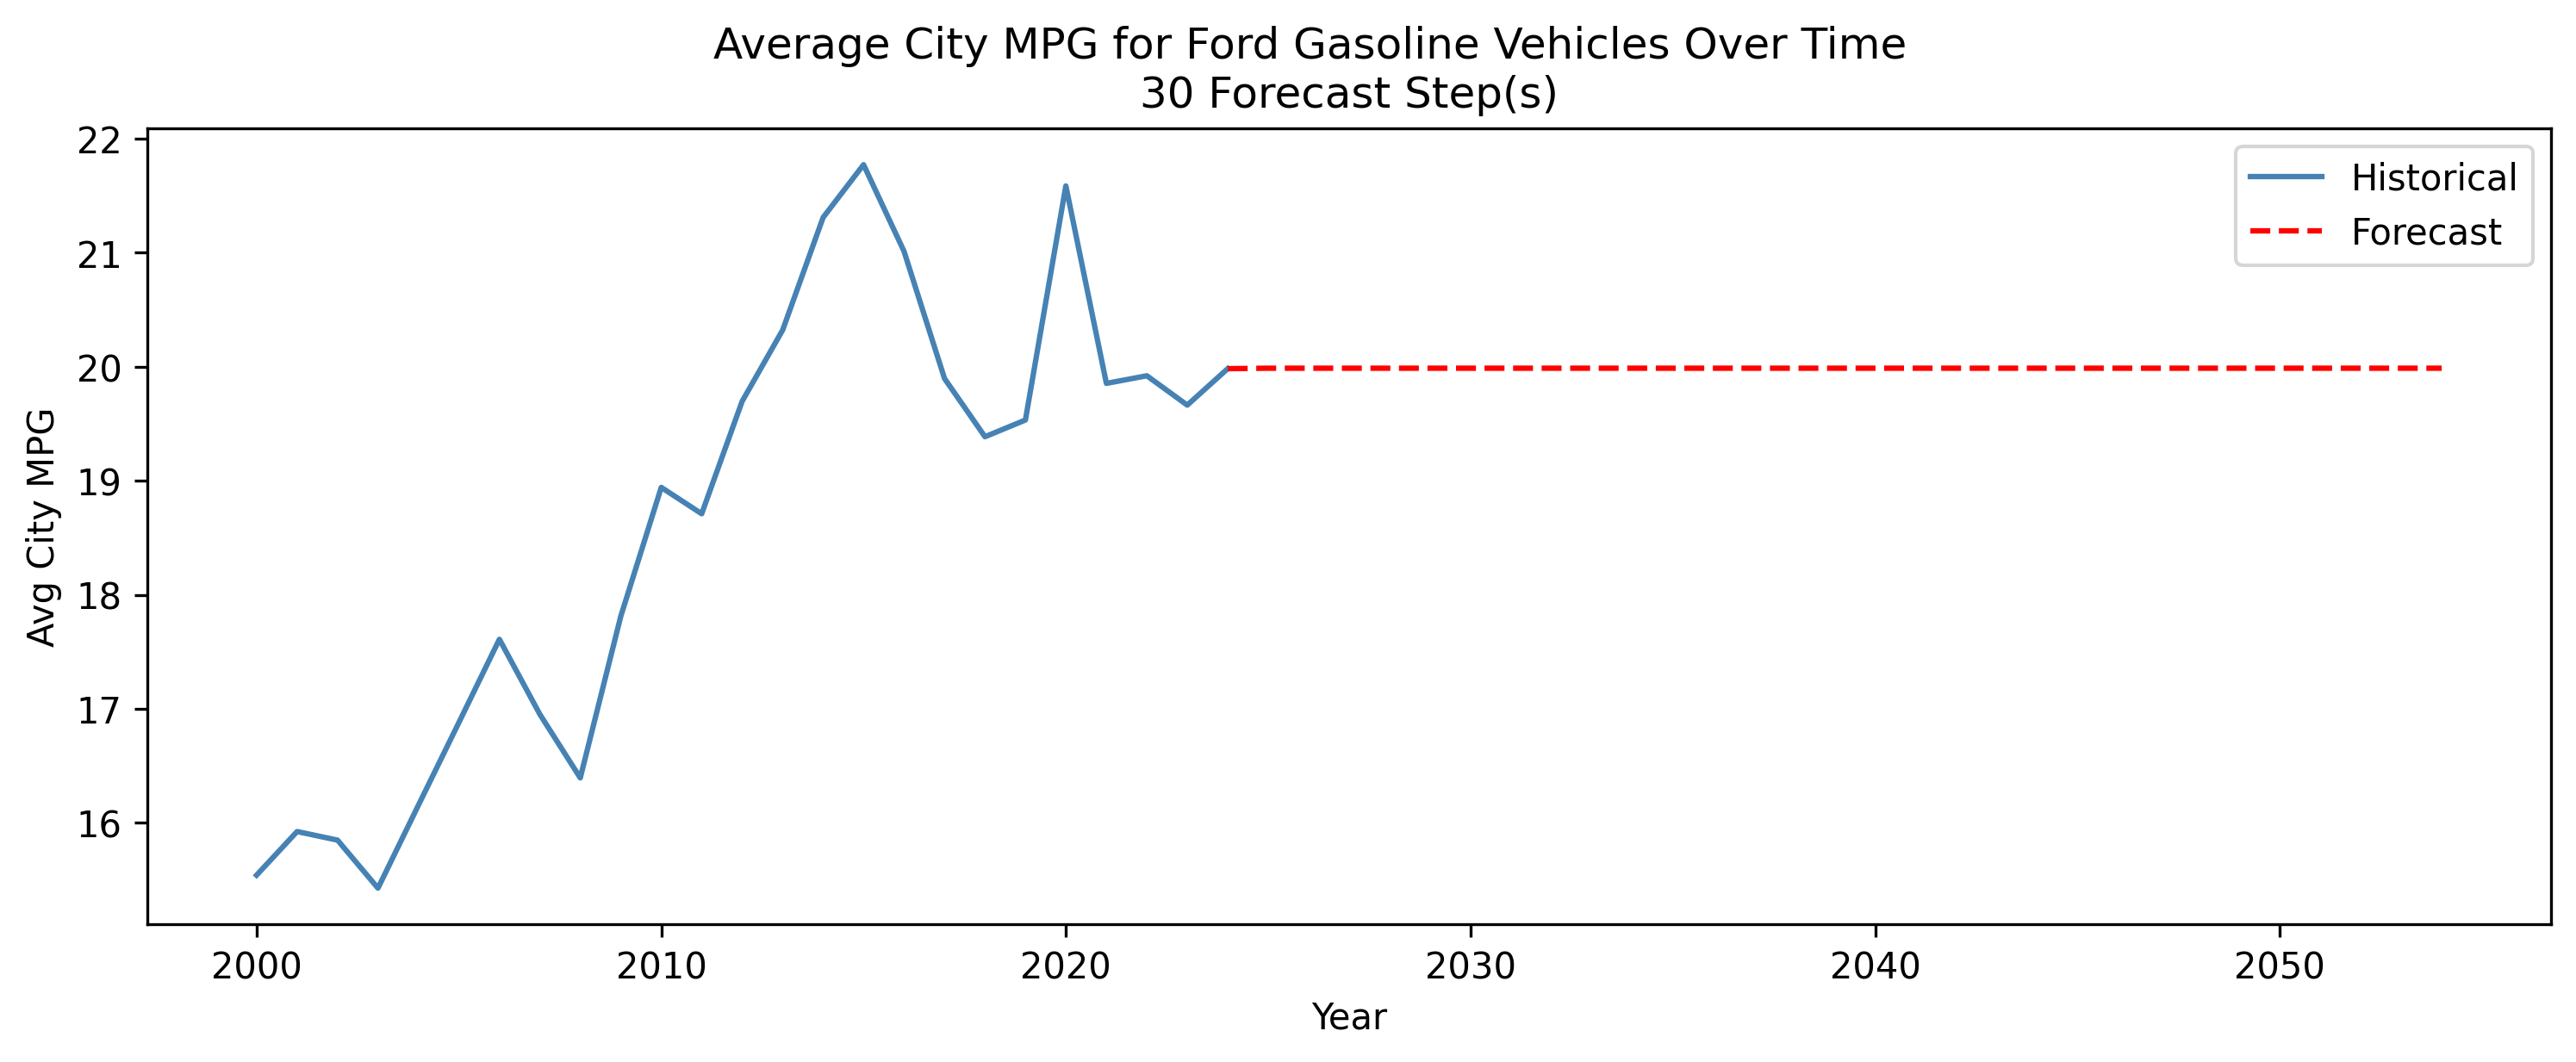 Average City MPG for Ford Gasoline Vehicles Over Time
30 Forecast Step(s)
22
21
20
19
18
17
16
Avg City MPG
Historical
Forecast
2000
2010
2020
2030
2040
2050
Year